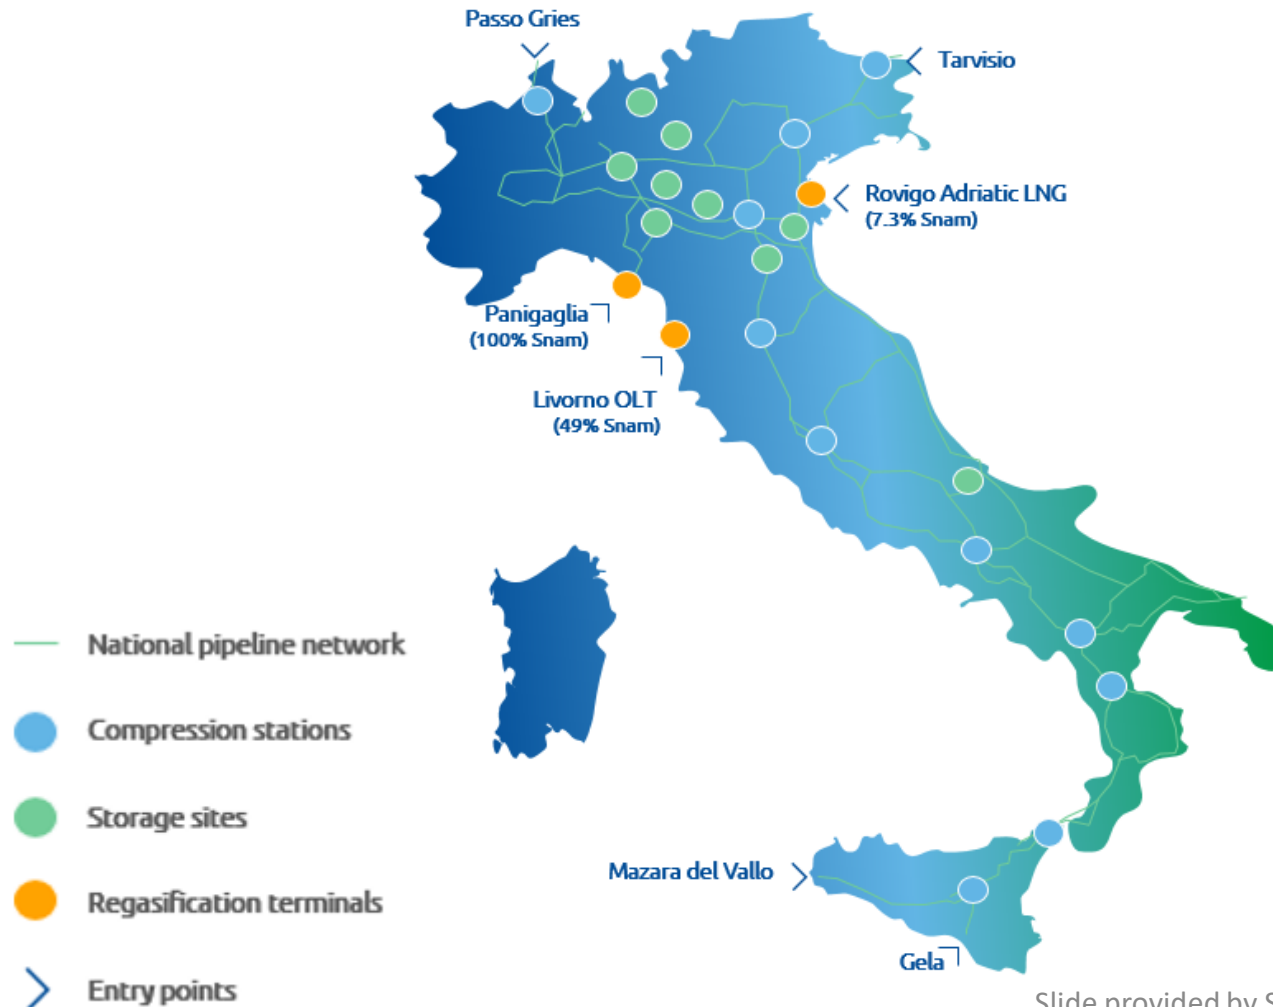 Passo Gries
Tarvisio
Rovigo Adriatic LNG
(7.3% Snam)
Panigaglia
(100% Snam)
Livorno OLT
(49% Snam)
National pipeline network
Compression stations
Storage sites
Regasification terminals
Entry points
Mazara del Vallo
Gela
Slide provided by S